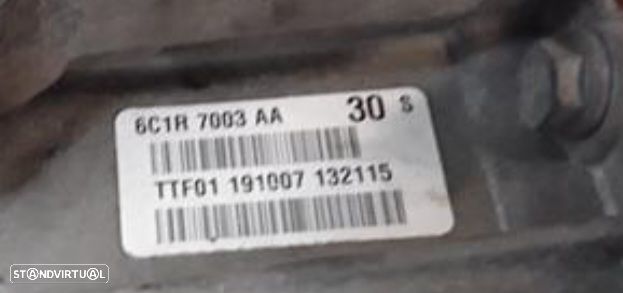 6C1R 7003 AA 30 S
TTF01 191007 132115
STANDVIRTUAL